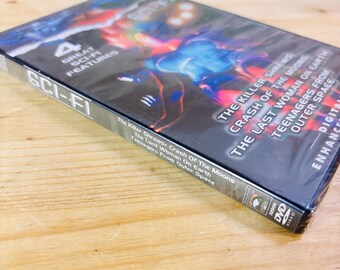 4
GREAT
SCI-FI
FEATURES
THE KILLER SHREWS
CRASH OF THE MOONS
THE LAST WOMAN ON EARTH
TEENAGERS FROM
OUTER SPACE
SCI-FI
The Killer Shrews • Crash Of The Moons
The Last Woman On Earth
Teenagers From Outer Space
DVD